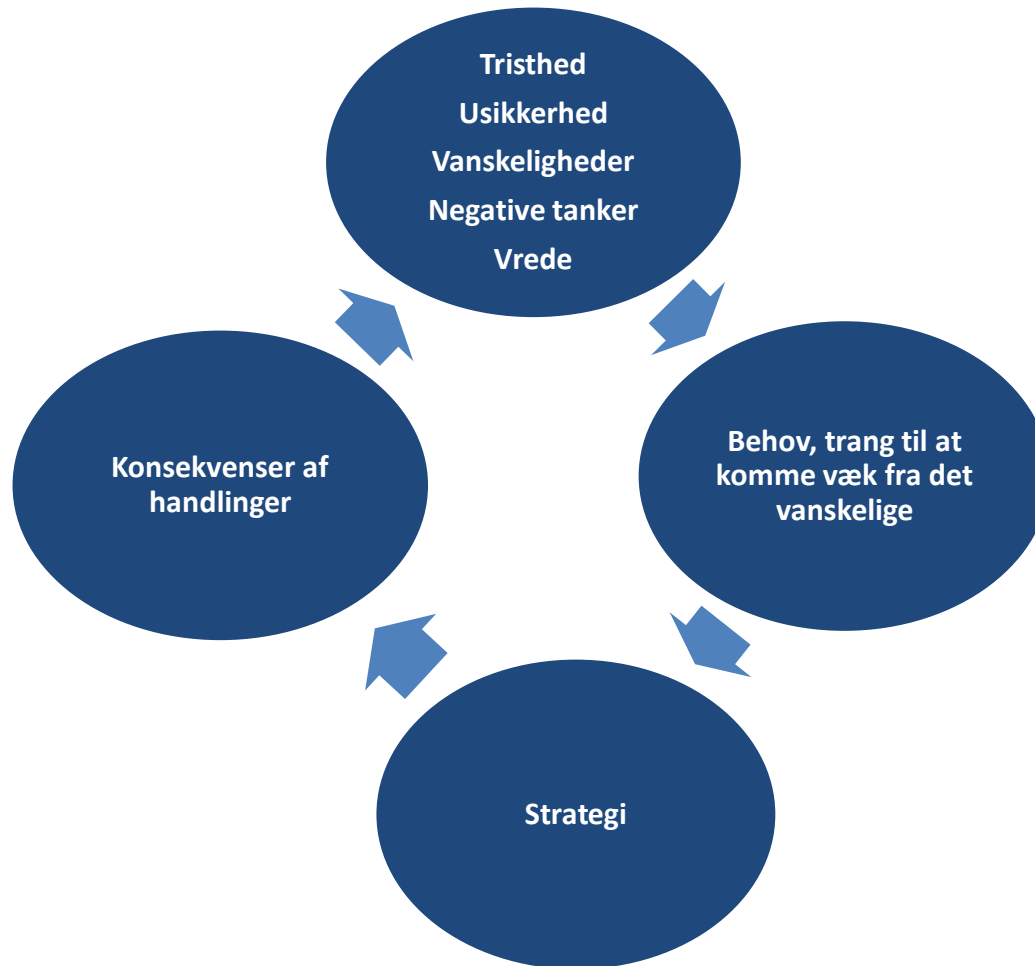 Tristhed
Usikkerhed
Vanskeligheder
Negative tanker
Vrede
Behov, trang til at
komme væk fra det
vanskelige
Strategi
Konsekvenser af
handlinger